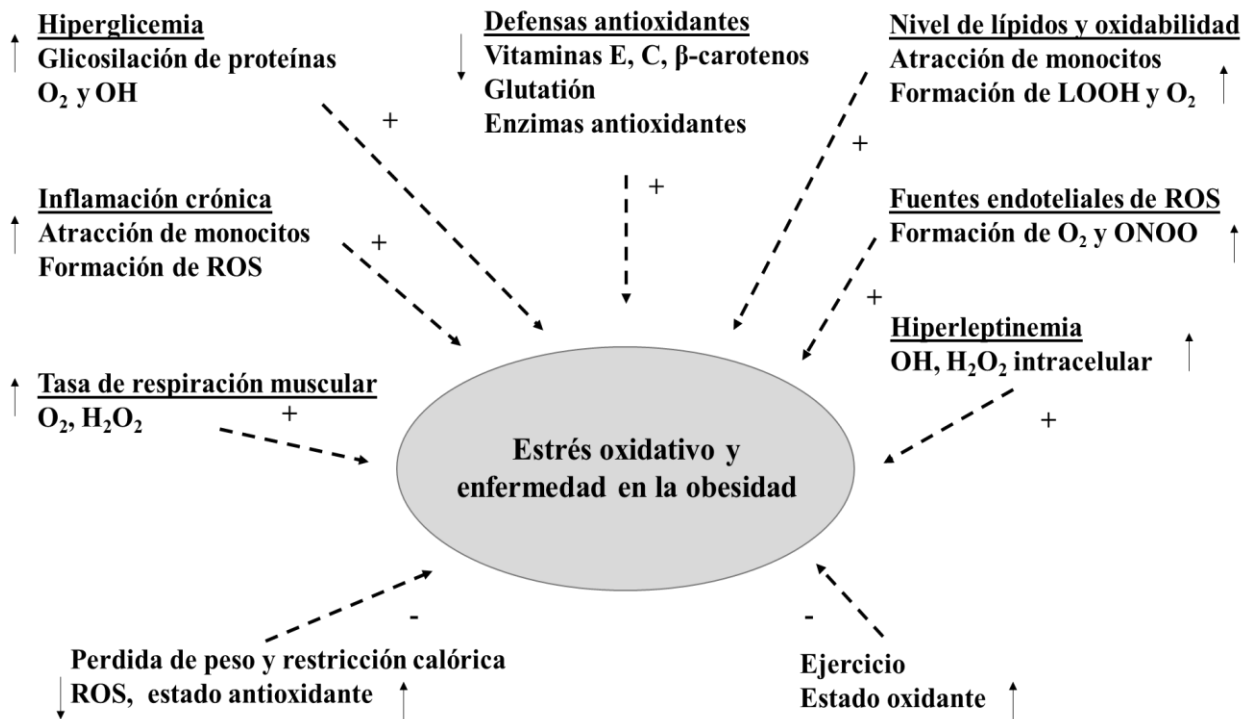 Hiperglicemia
Glicosilación de proteínas
O₂ y OH
+
Defensas antioxidantes
Vitaminas E, C, β-carotenos
Glutatión
Enzimas antioxidantes
+
Nivel de lípidos y oxidabilidad
Atracción de monocitos
Formación de LOOH y O₂
+
Inflamación crónica
Atracción de monocitos
Formación de ROS
+
Fuentes endoteliales de ROS
Formación de O₂ y ONOO
+
Tasa de respiración muscular
O₂, H₂O₂
+
Hiperleptinemia
OH, H₂O₂ intracelular
+
Estrés oxidativo y
enfermedad en la obesidad
-
Perdida de peso y restricción calórica
ROS, estado antioxidante
-
Ejercicio
Estado oxidante